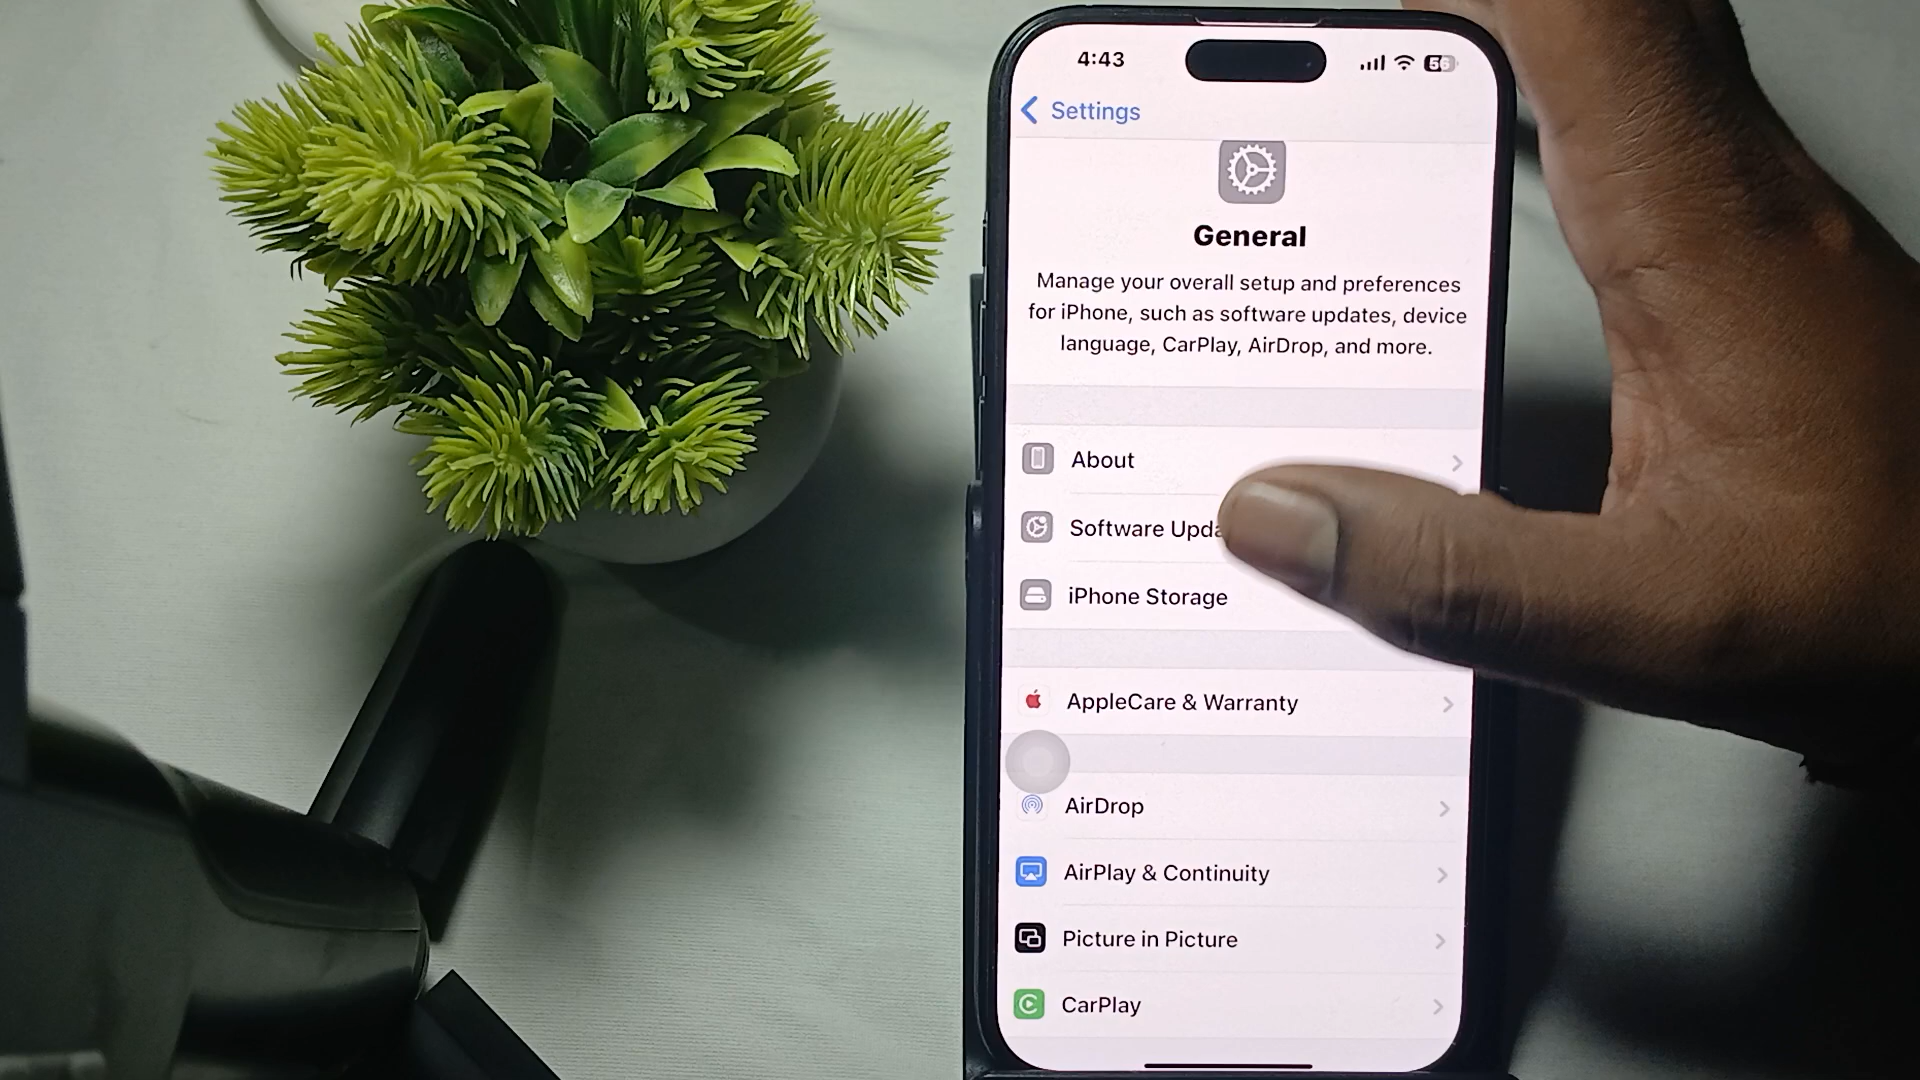 4:43
56
Settings
General
Manage your overall setup and preferences
for iPhone, such as software updates, device
language, CarPlay, AirDrop, and more.
About
Software Upda
iPhone Storage
AppleCare & Warranty
AirDrop
AirPlay & Continuity
Picture in Picture
CarPlay